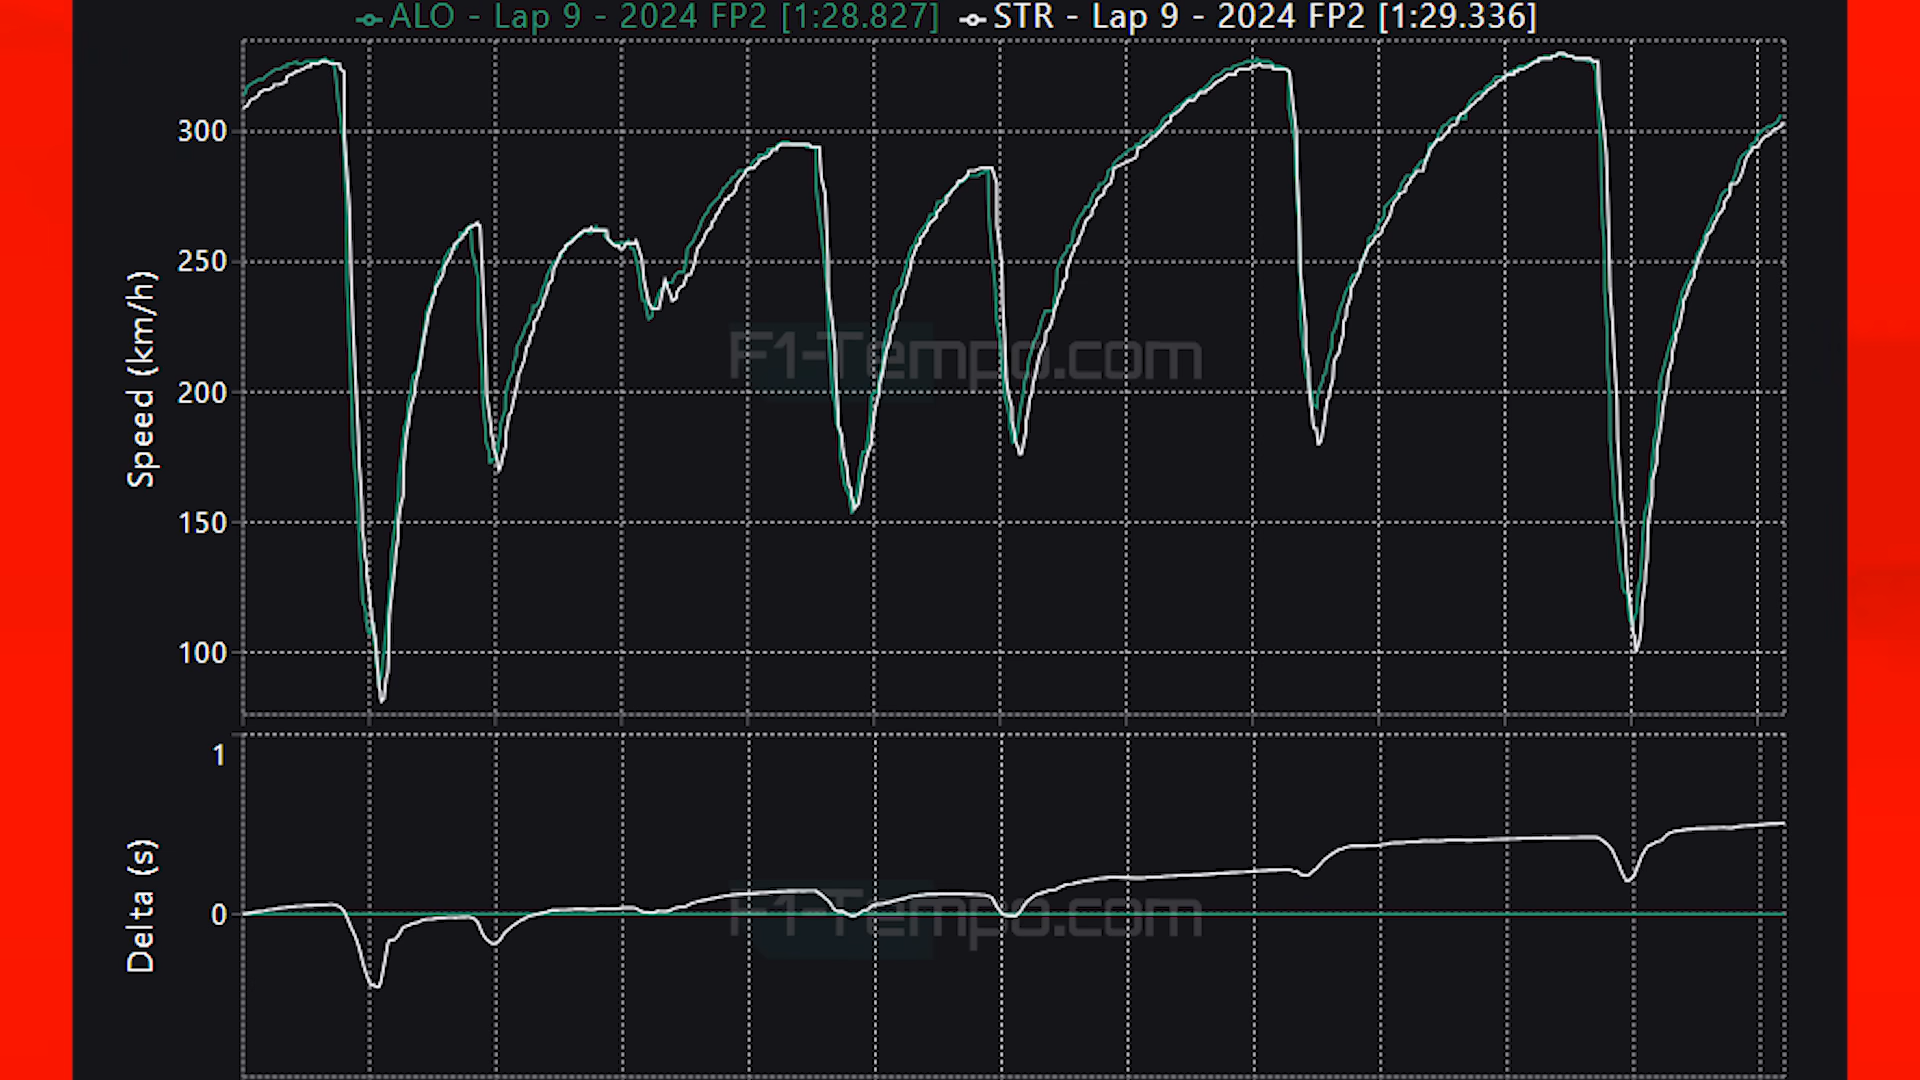 ALO - Lap 9 - 2024 FP2 [1:28.827] STR - Lap 9 - 2024 FP2 [1:29.336]
300
250
200
150
100
Speed (km/h)
F1-Tempo.com
1
0
Delta (s)
F1-Tempo.com